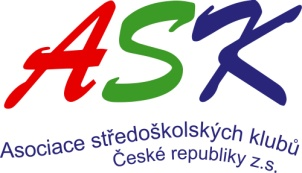 ASK
Asociace středoškolských klubů
České republiky z.s.